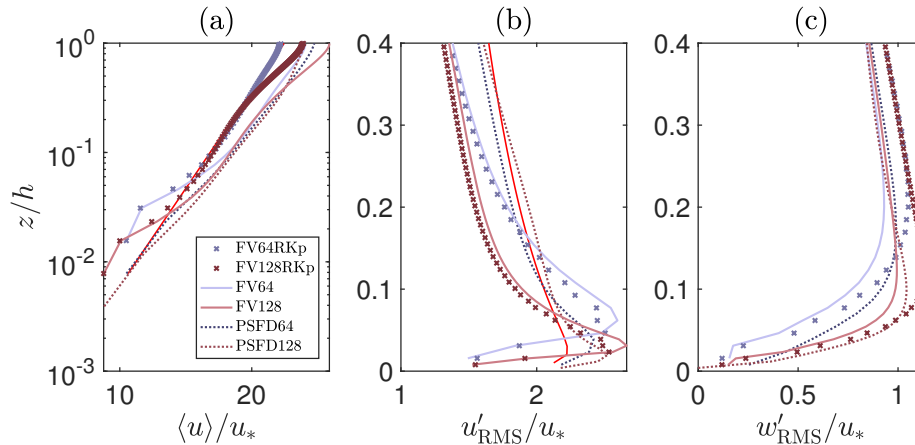 (a)
(b)
(c)
z/h
10^0
10^-1
10^-2
10^-3
10
20
⟨u⟩/u_*
FV64RKp
FV128RKp
FV64
FV128
PSFD64
PSFD128
0.4
0.3
0.2
0.1
0
1
2
u′_RMS/u_*
0.4
0.3
0.2
0.1
0
0
0.5
1
w′_RMS/u_*